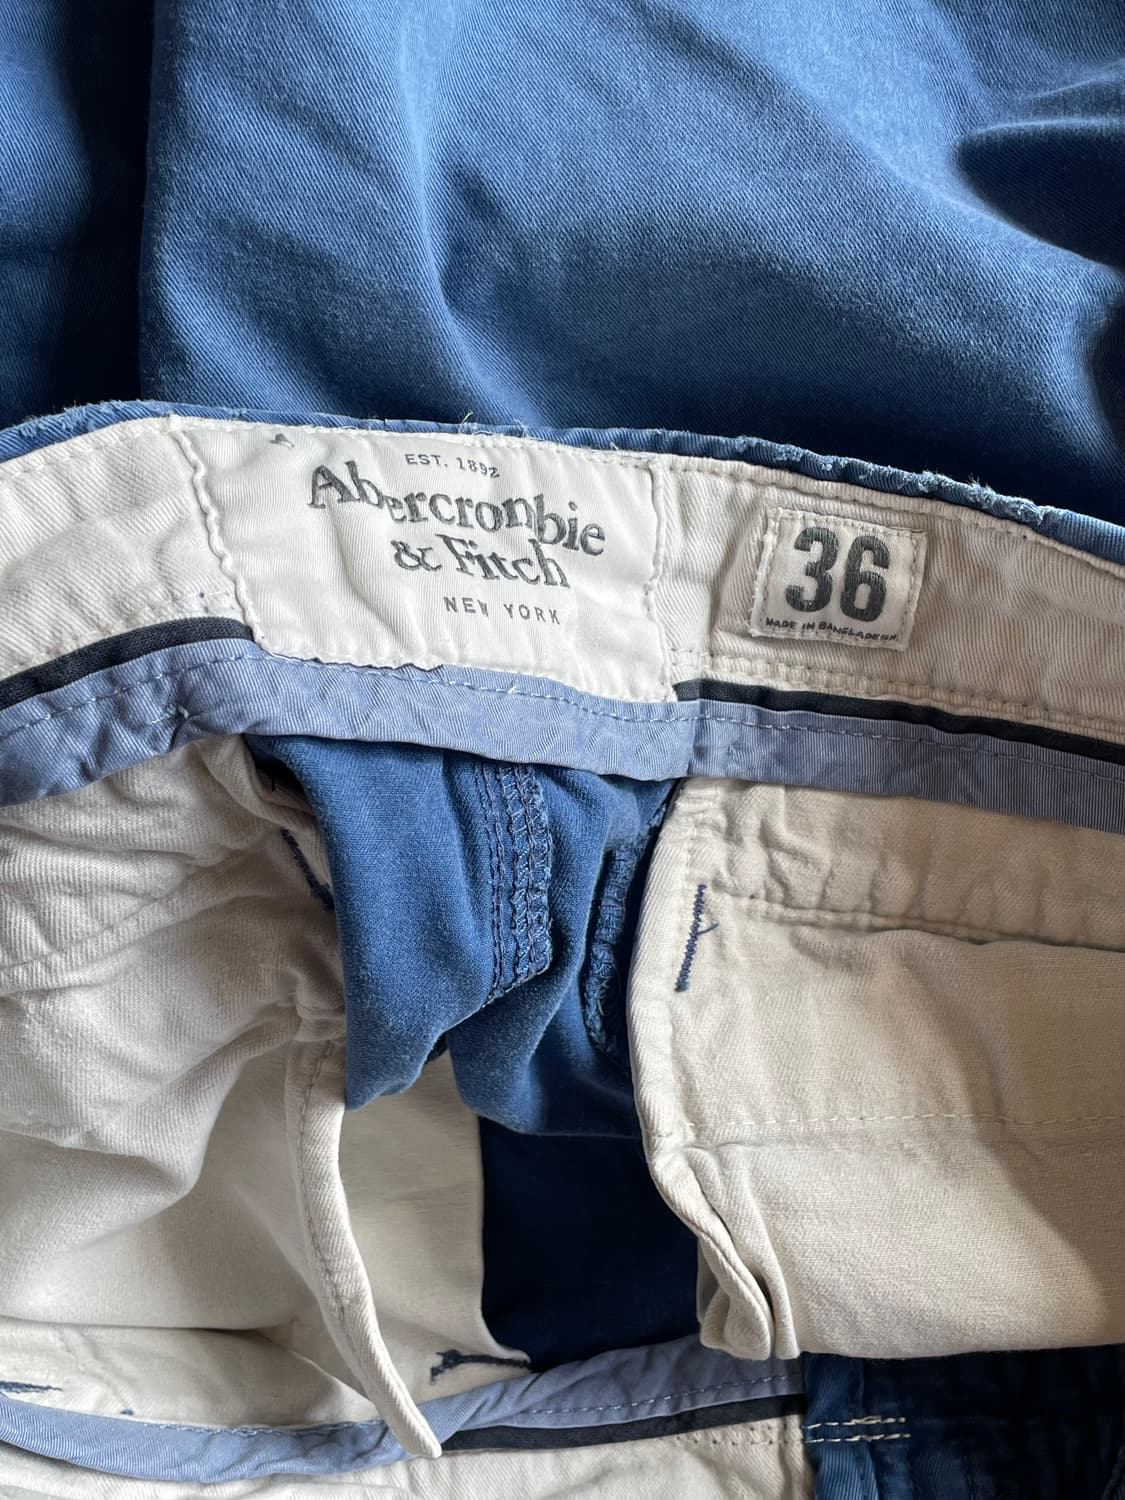 EST. 1892
Abercrombie
& Fitch
NEW YORK
36
MADE IN BANGLADESH